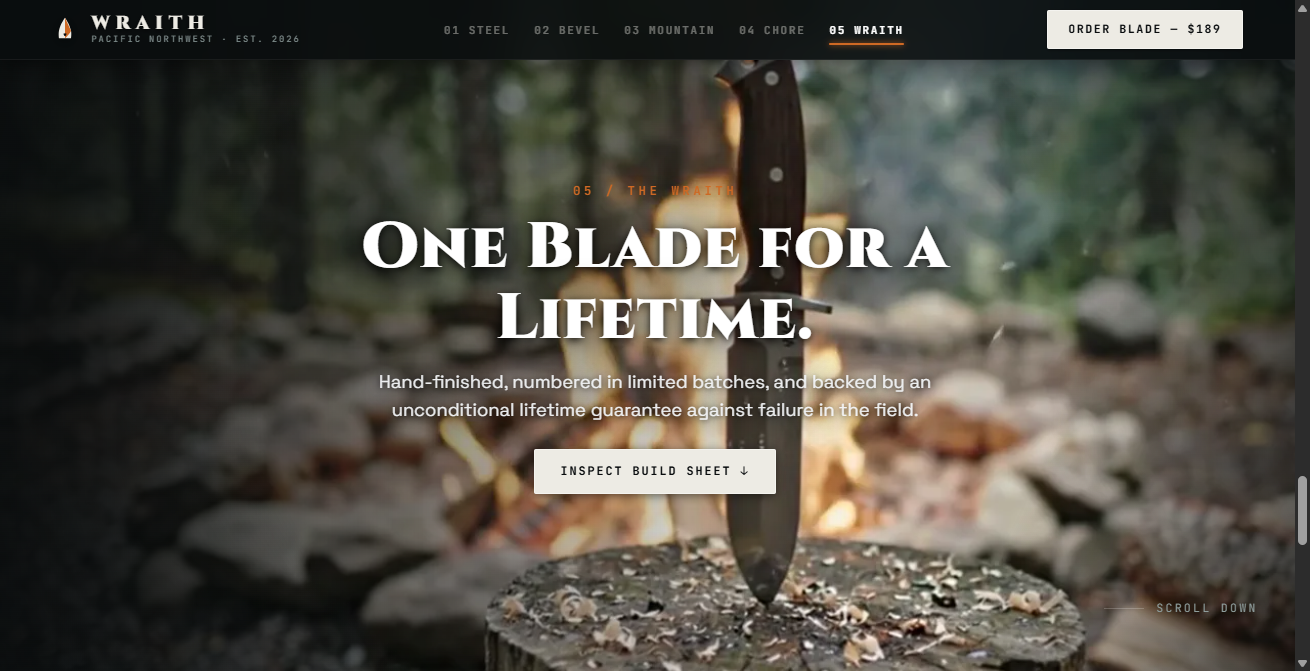 WRAITH
PACIFIC NORTHWEST · EST. 2026
01 STEEL
02 BEVEL
03 MOUNTAIN
04 CHORE
05 WRAITH
ORDER BLADE — $189
05 / THE WRAITH
One Blade for a
Lifetime.
Hand-finished, numbered in limited batches, and backed by an
unconditional lifetime guarantee against failure in the field.
INSPECT BUILD SHEET ↓
SCROLL DOWN